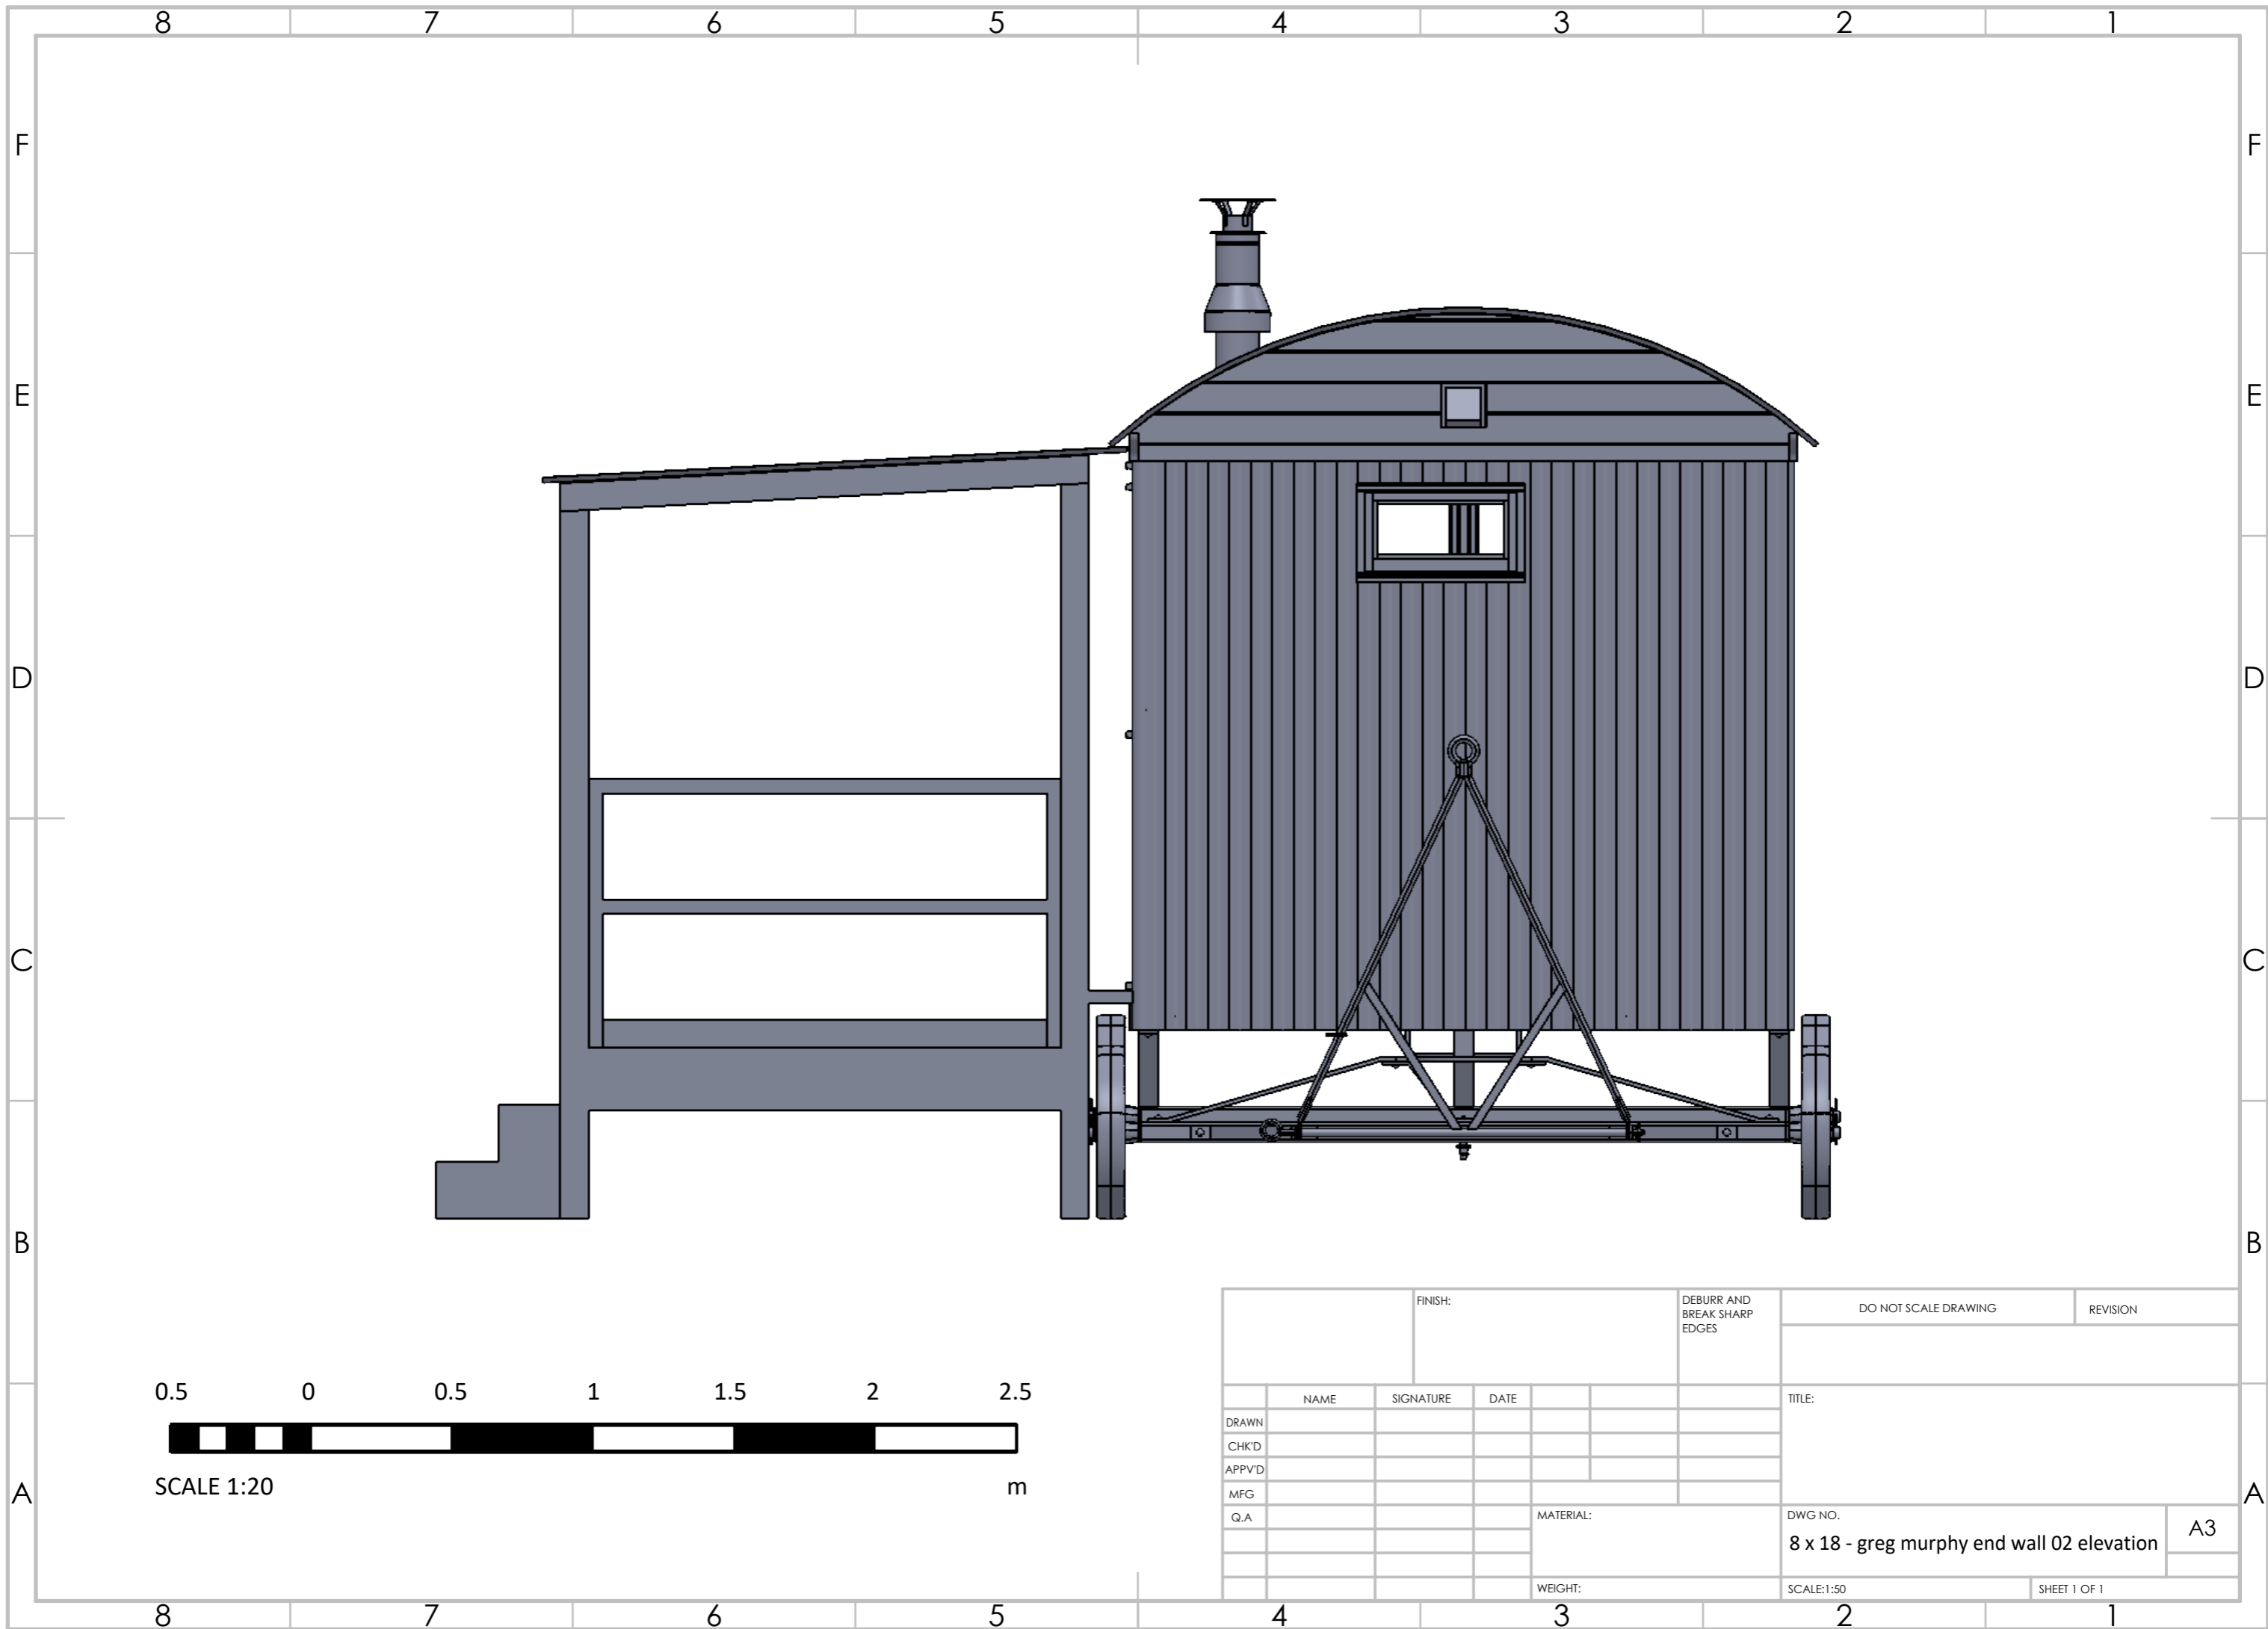 8 7 6 5 4 3 2 1
F F
E E
D D
C C
B B
A A
0.5 0 0.5 1 1.5 2 2.5
SCALE 1:20 m
FINISH:
DEBURR AND
BREAK SHARP
EDGES
DO NOT SCALE DRAWING
REVISION
NAME SIGNATURE DATE
TITLE:
DRAWN
CHK'D
APPV'D
MFG
Q.A
MATERIAL:
DWG NO.
8 x 18 - greg murphy end wall 02 elevation
A3
WEIGHT:
SCALE:1:50
SHEET 1 OF 1
8 7 6 5 4 3 2 1